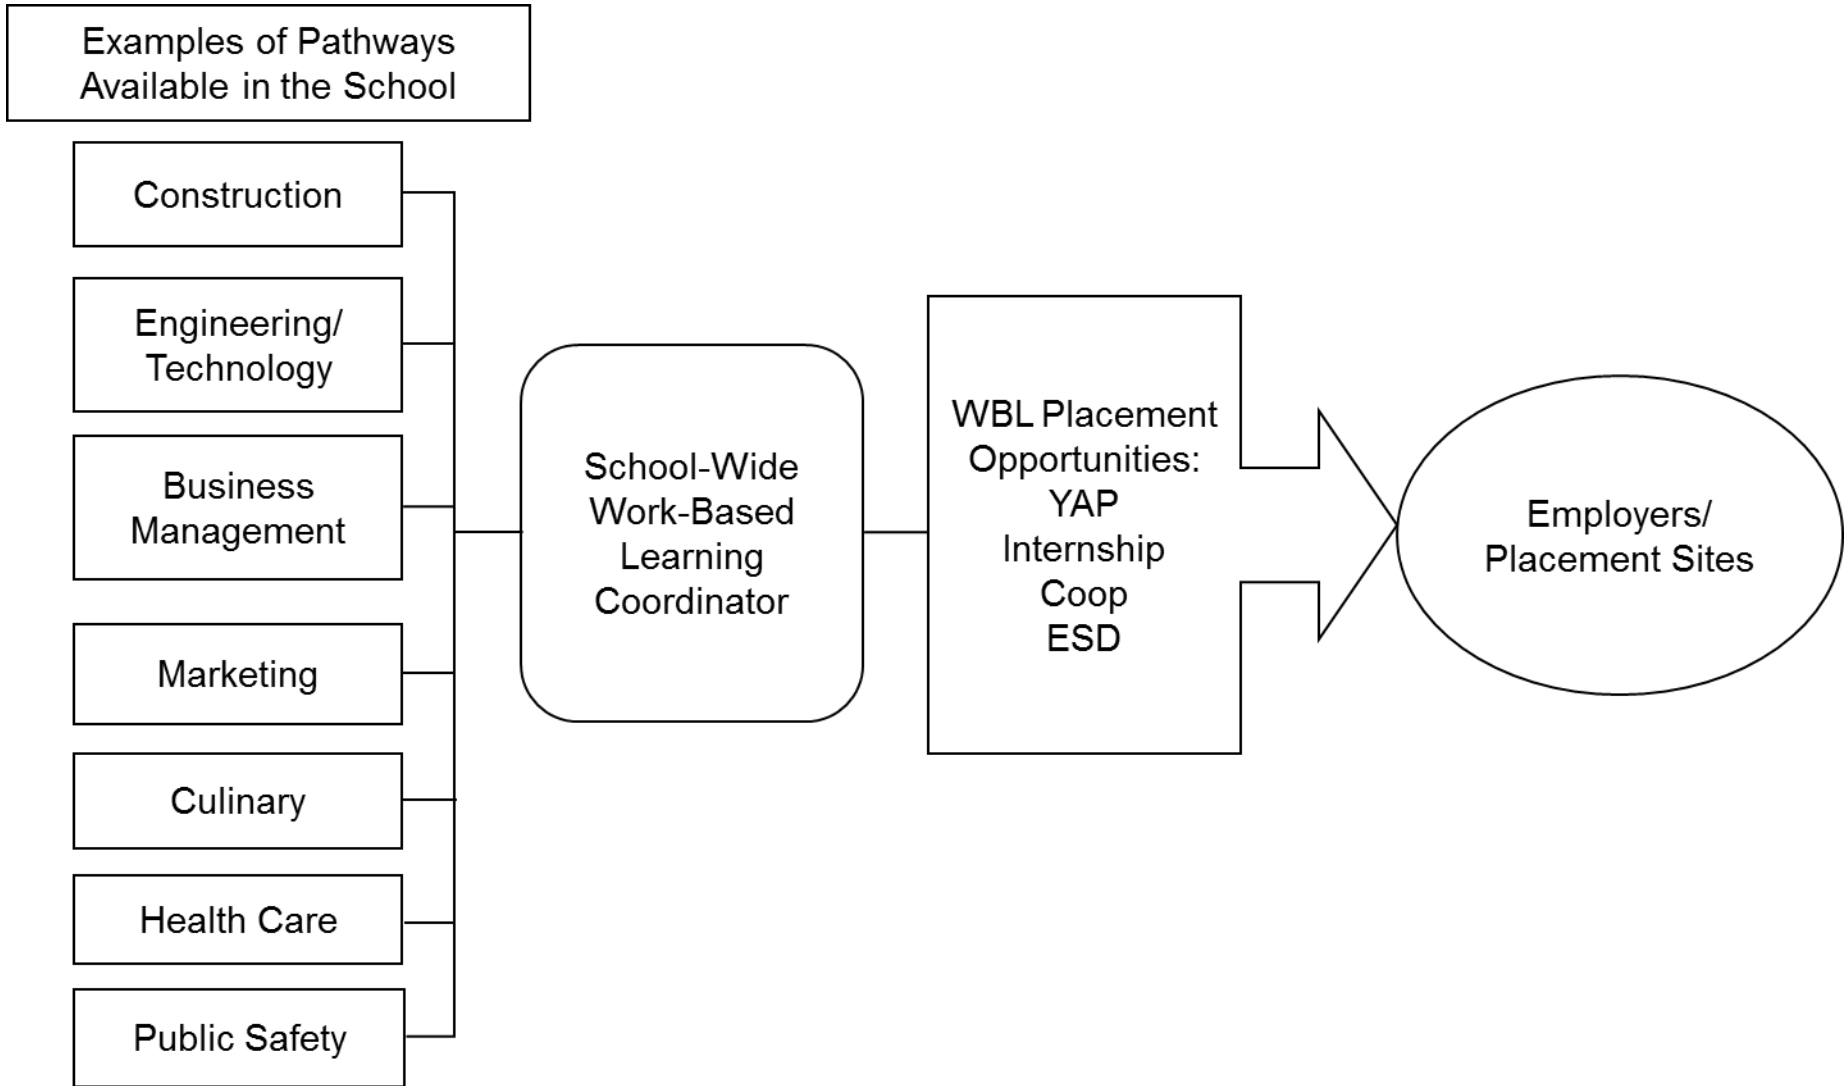 Examples of Pathways
Available in the School
Construction
Engineering/
Technology
Business
Management
Marketing
Culinary
Health Care
Public Safety
School-Wide
Work-Based
Learning
Coordinator
WBL Placement
Opportunities:
YAP
Internship
Coop
ESD
Employers/
Placement Sites